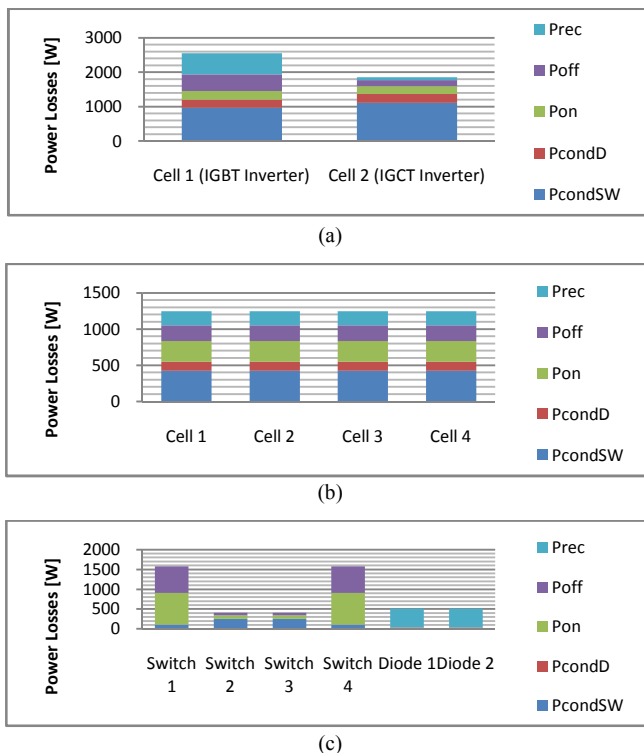 3000
2000
1000
0
Power Losses [W]
Cell 1 (IGBT Inverter) Cell 2 (IGCT Inverter)
Prec
Poff
Pon
PcondD
PcondSW
(a)
1500
1000
500
0
Power Losses [W]
Cell 1 Cell 2 Cell 3 Cell 4
Prec
Poff
Pon
PcondD
PcondSW
(b)
2000
1500
1000
500
0
Power Losses [W]
Switch Switch Switch Switch Diode 1 Diode 2
1 2 3 4
Prec
Poff
Pon
PcondD
PcondSW
(c)